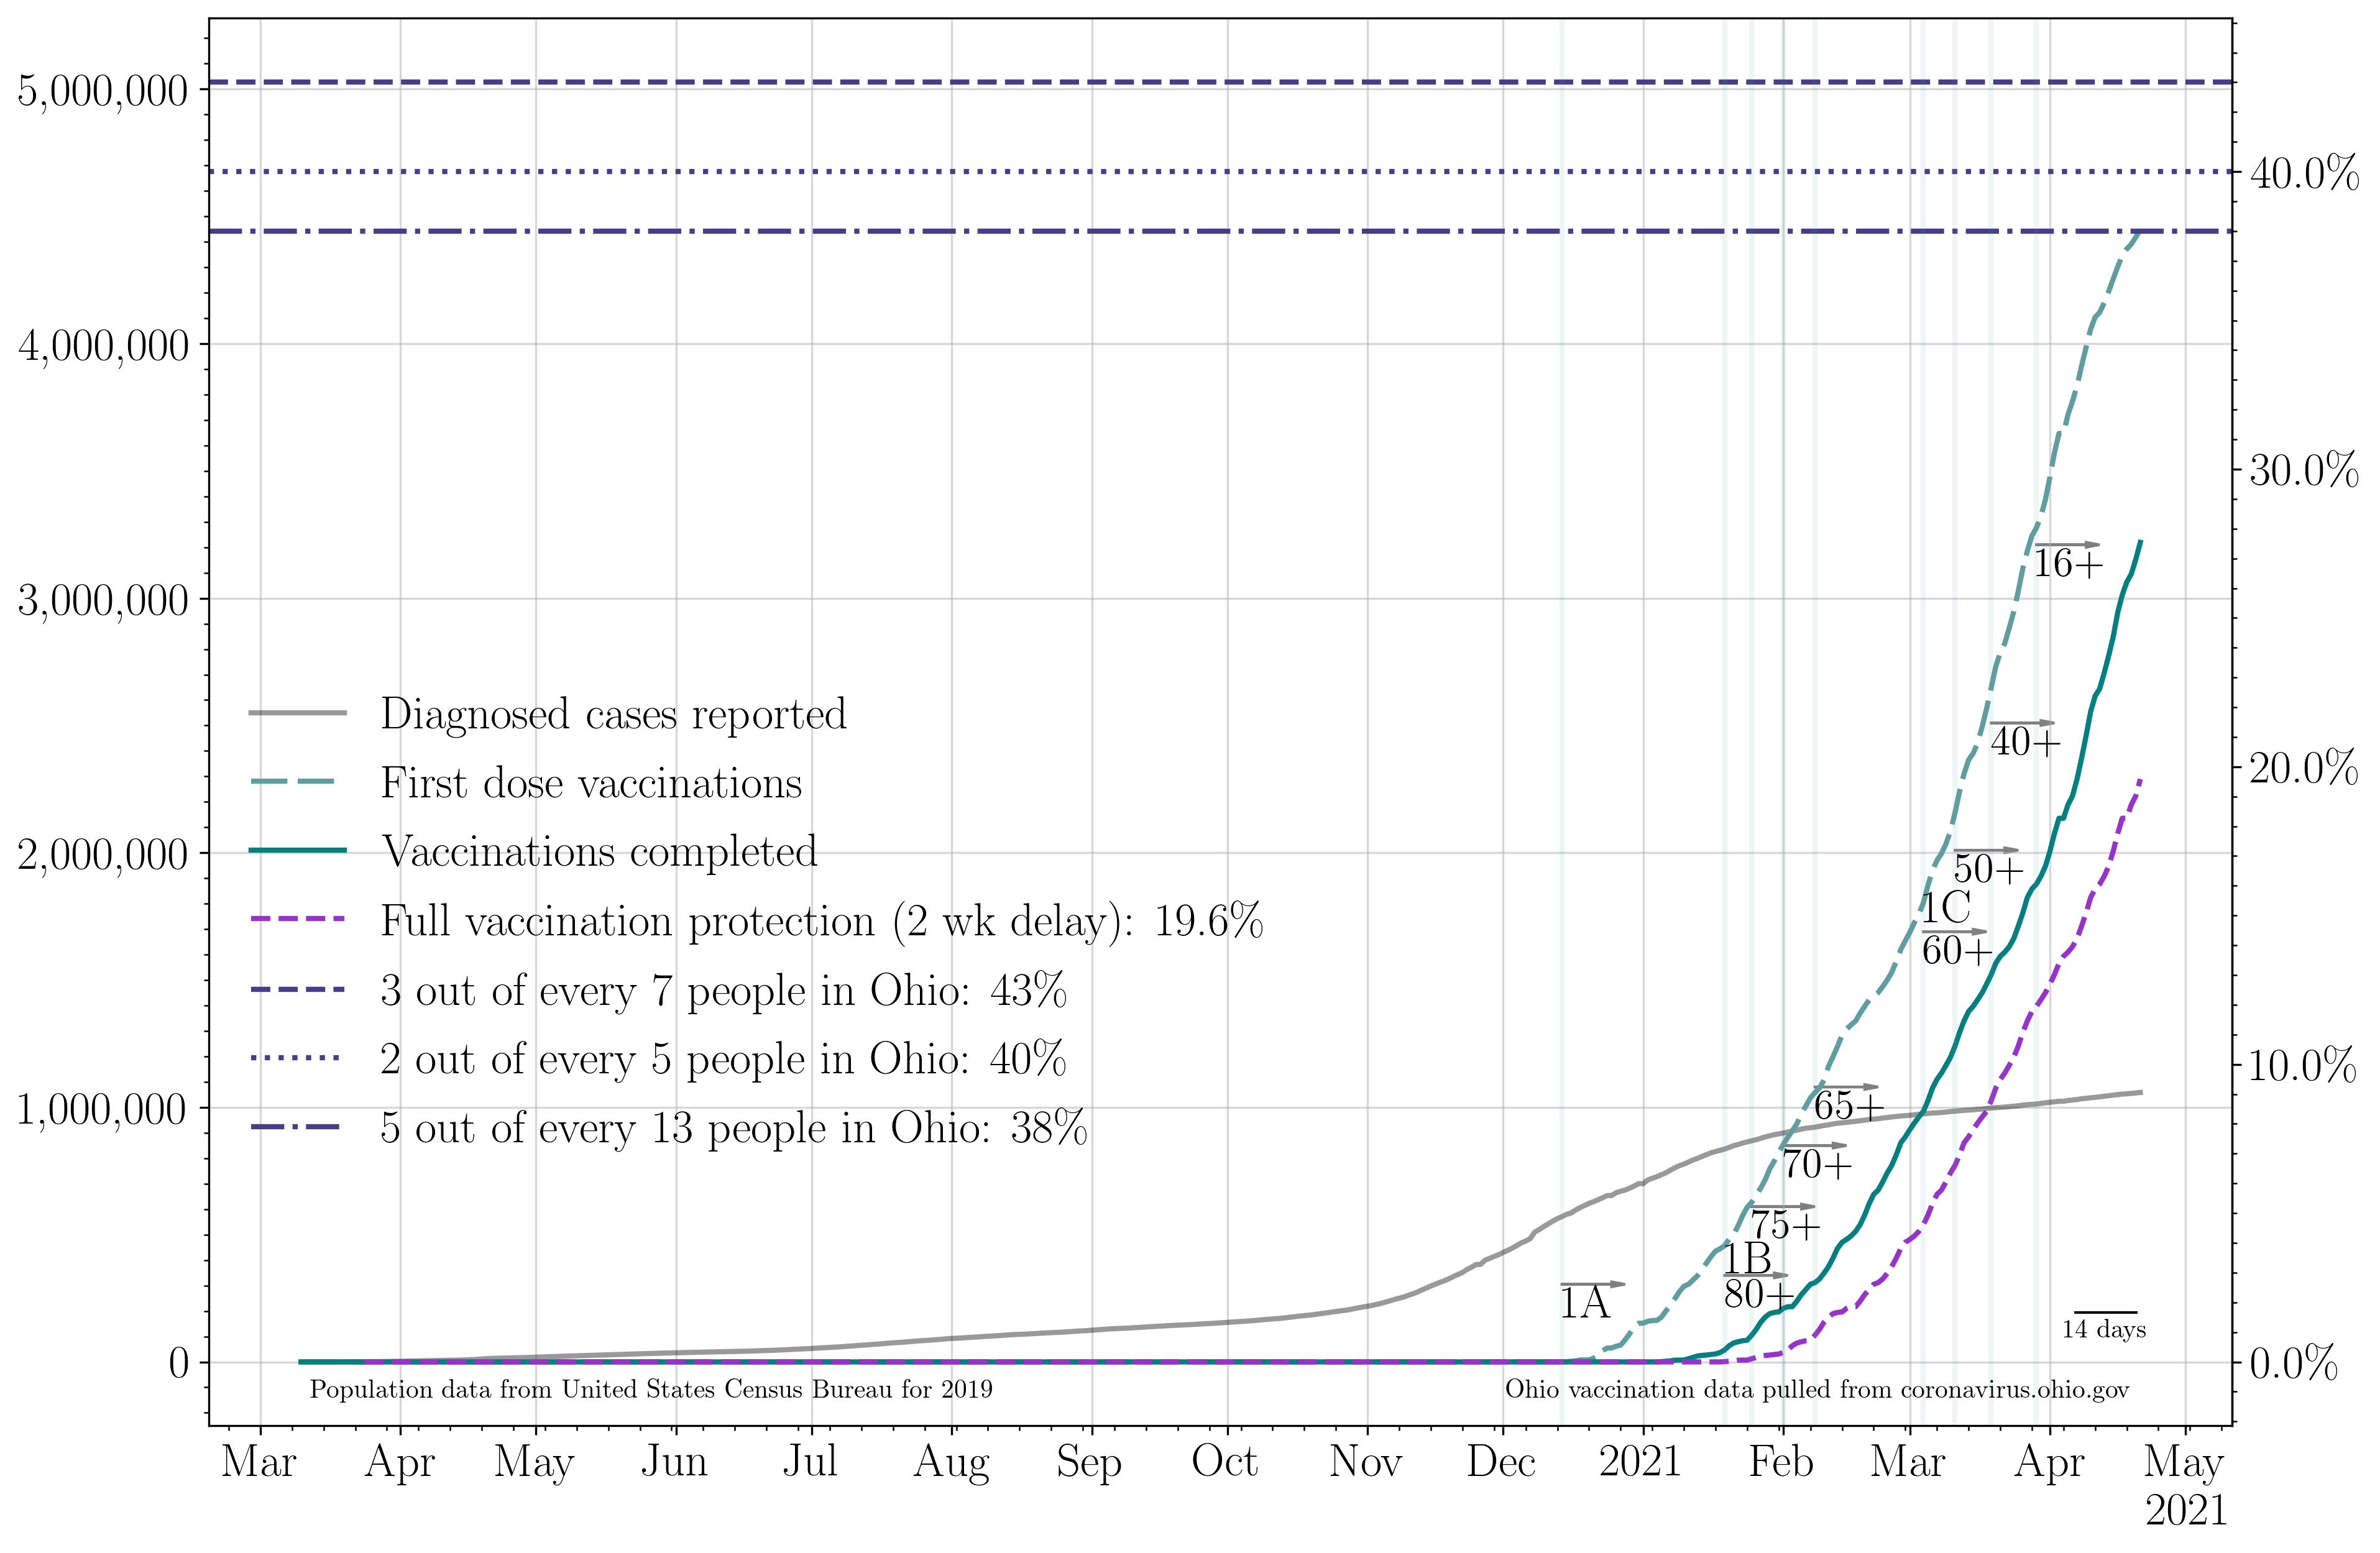 5,000,000
4,000,000
3,000,000
2,000,000
1,000,000
0
40.0%
30.0%
20.0%
10.0%
0.0%
Diagnosed cases reported
First dose vaccinations
Vaccinations completed
Full vaccination protection (2 wk delay): 19.6%
3 out of every 7 people in Ohio: 43%
2 out of every 5 people in Ohio: 40%
5 out of every 13 people in Ohio: 38%
16+
40+
50+
1C
60+
65+
70+
75+
1B
80+
1A
14 days
Population data from United States Census Bureau for 2019
Ohio vaccination data pulled from coronavirus.ohio.gov
Mar Apr May Jun Jul Aug Sep Oct Nov Dec 2021 Feb Mar Apr May
2021